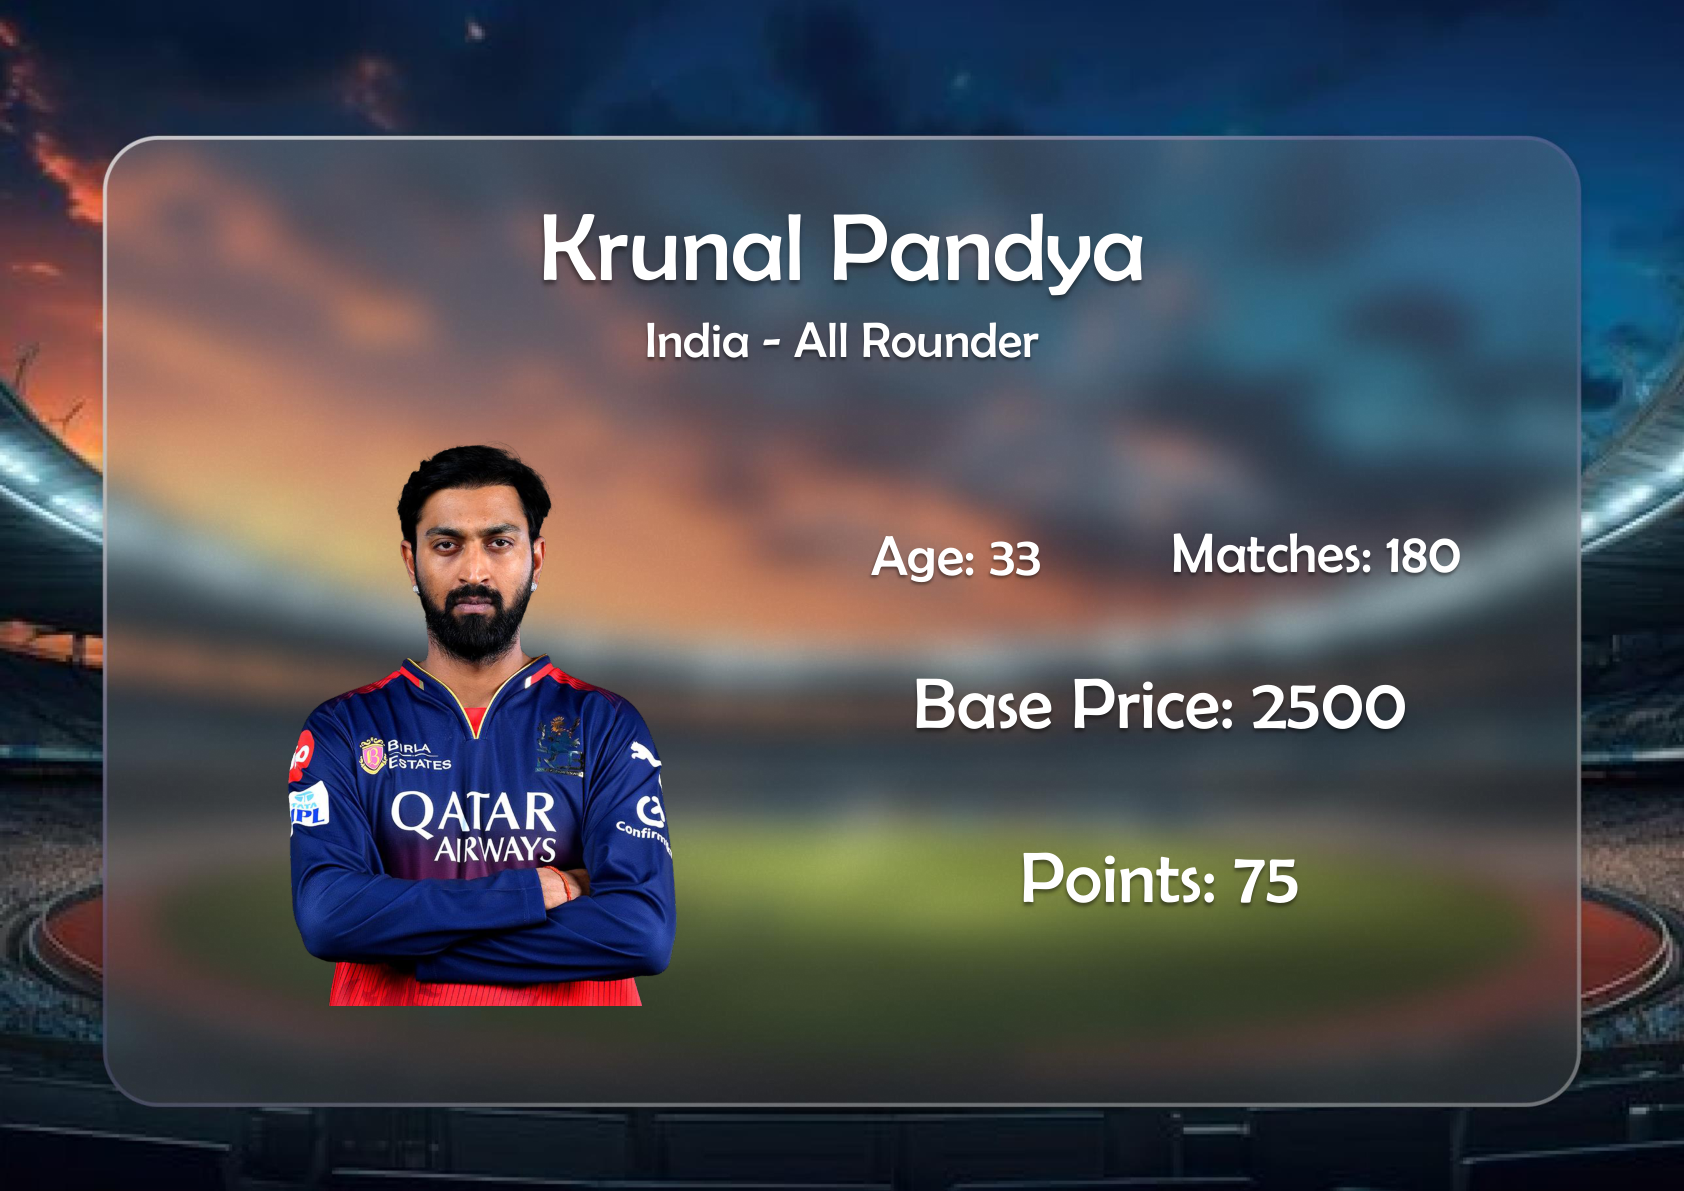 Krunal Pandya
India - All Rounder
Age: 33
Matches: 180
Base Price: 2500
Points: 75
BIRLA
ESTATES
TATA
IPL
QATAR
AIRWAYS